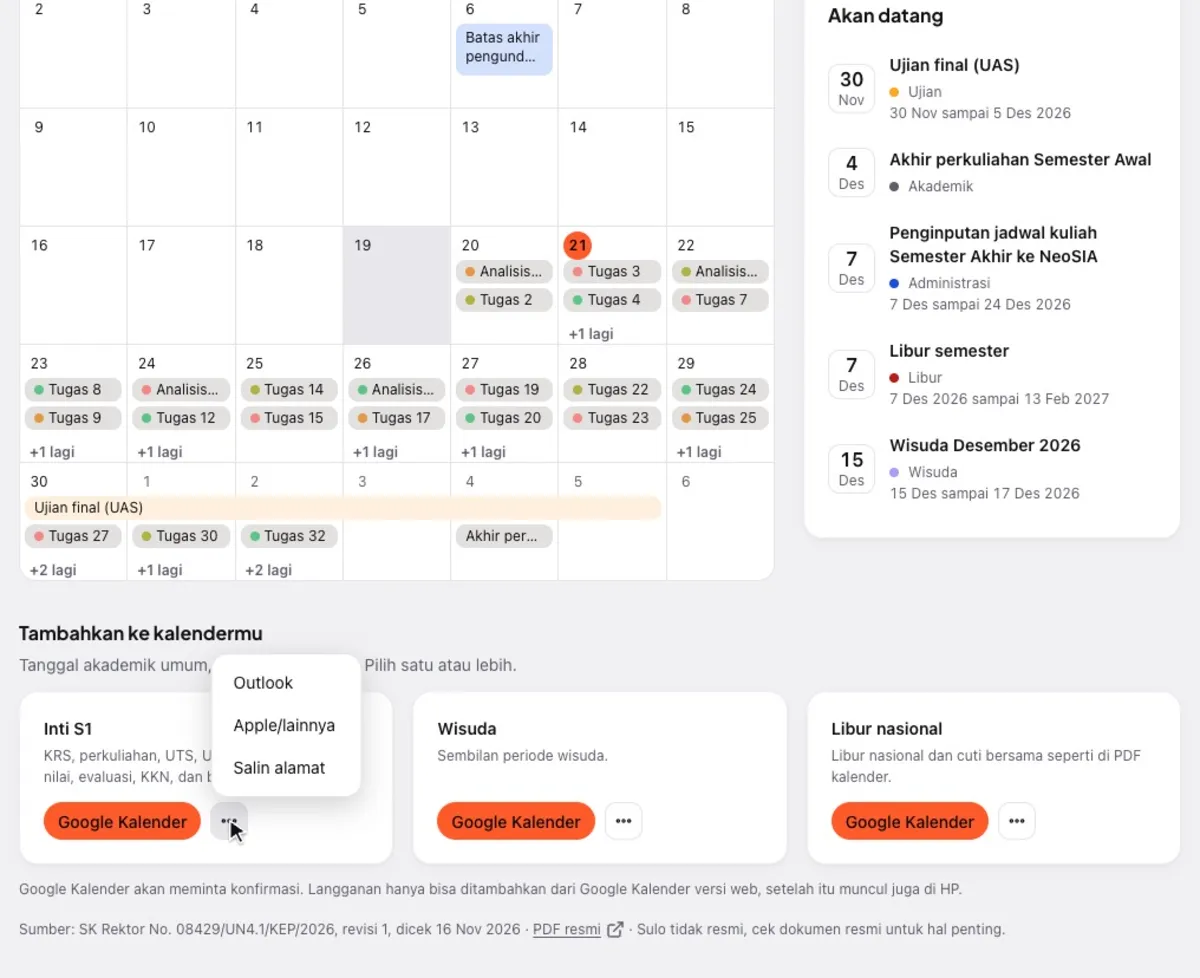 2 3 4 5 6 7 8
Batas akhir
pengund...
9 10 11 12 13 14 15
16 17 18 19 20 21 22
Analisis... Tugas 3 Analisis...
Tugas 2 Tugas 4 Tugas 7
+1 lagi
23 24 25 26 27 28 29
Tugas 8 Analisis... Tugas 14 Analisis... Tugas 19 Tugas 22 Tugas 24
Tugas 9 Tugas 12 Tugas 15 Tugas 17 Tugas 20 Tugas 23 Tugas 25
+1 lagi +1 lagi +1 lagi +1 lagi +1 lagi
30 1 2 3 4 5 6
Ujian final (UAS)
Tugas 27 Tugas 30 Tugas 32 Akhir per...
+2 lagi +1 lagi +2 lagi
Akan datang
30
Nov
Ujian final (UAS)
Ujian
30 Nov sampai 5 Des 2026
4
Des
Akhir perkuliahan Semester Awal
Akademik
7
Des
Penginputan jadwal kuliah
Semester Akhir ke NeoSIA
Administrasi
7 Des sampai 24 Des 2026
7
Des
Libur semester
Libur
7 Des 2026 sampai 13 Feb 2027
15
Des
Wisuda Desember 2026
Wisuda
15 Des sampai 17 Des 2026
Tambahkan ke kalendermu
Tanggal akademik umum, Pilih satu atau lebih.
Outlook
Apple/lainnya
Salin alamat
Inti S1
KRS, perkuliahan, UTS, U
nilai, evaluasi, KKN, dan b
Google Kalender
Wisuda
Sembilan periode wisuda.
Google Kalender
Libur nasional
Libur nasional dan cuti bersama seperti di PDF
kalender.
Google Kalender
Google Kalender akan meminta konfirmasi. Langganan hanya bisa ditambahkan dari Google Kalender versi web, setelah itu muncul juga di HP.
Sumber: SK Rektor No. 08429/UN4.1/KEP/2026, revisi 1, dicek 16 Nov 2026 · PDF resmi · Sulo tidak resmi, cek dokumen resmi untuk hal penting.